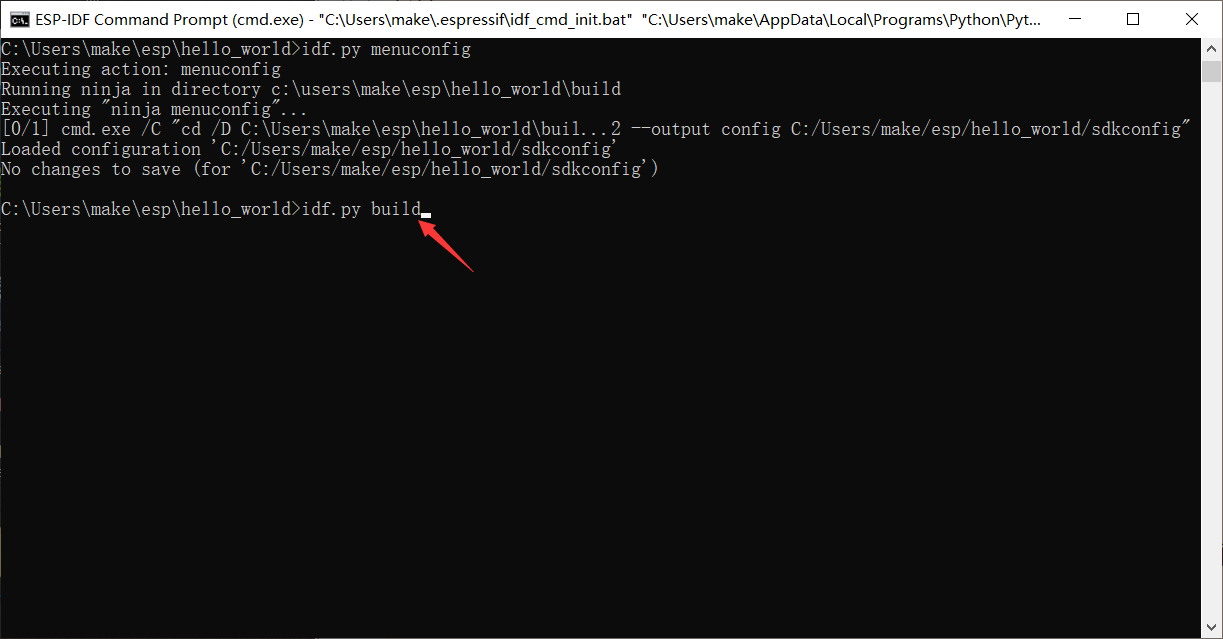 ESP-IDF Command Prompt (cmd.exe) - "C:\Users\make\.espressif\idf_cmd_init.bat"  "C:\Users\make\AppData\Local\Programs\Python\Pyt...
C:\Users\make\esp\hello_world>idf.py menuconfig
Executing action: menuconfig
Running ninja in directory c:\users\make\esp\hello_world\build
Executing "ninja menuconfig"...
[0/1] cmd.exe /C "cd /D C:\Users\make\esp\hello_world\buil...2 --output config C:/Users/make/esp/hello_world/sdkconfig"
Loaded configuration 'C:/Users/make/esp/hello_world/sdkconfig'
No changes to save (for 'C:/Users/make/esp/hello_world/sdkconfig')
C:\Users\make\esp\hello_world>idf.py build